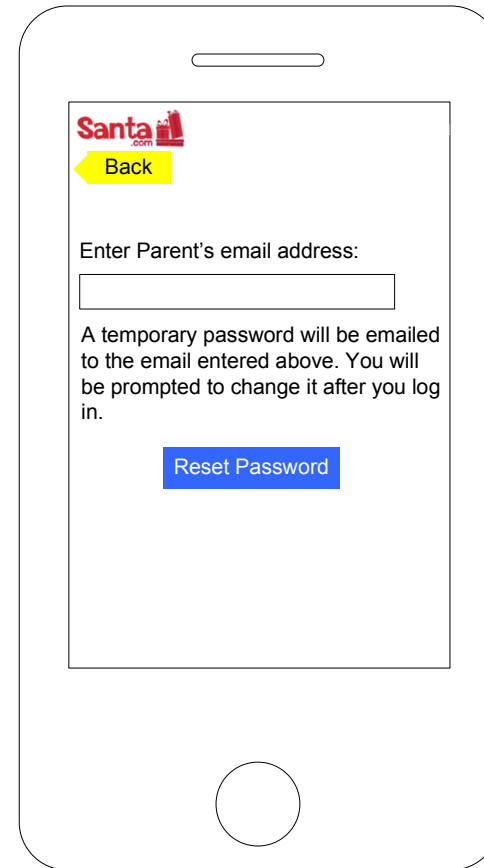 Santa
.com
Back
Enter Parent's email address:
A temporary password will be emailed
to the email entered above. You will
be prompted to change it after you log
in.
Reset Password